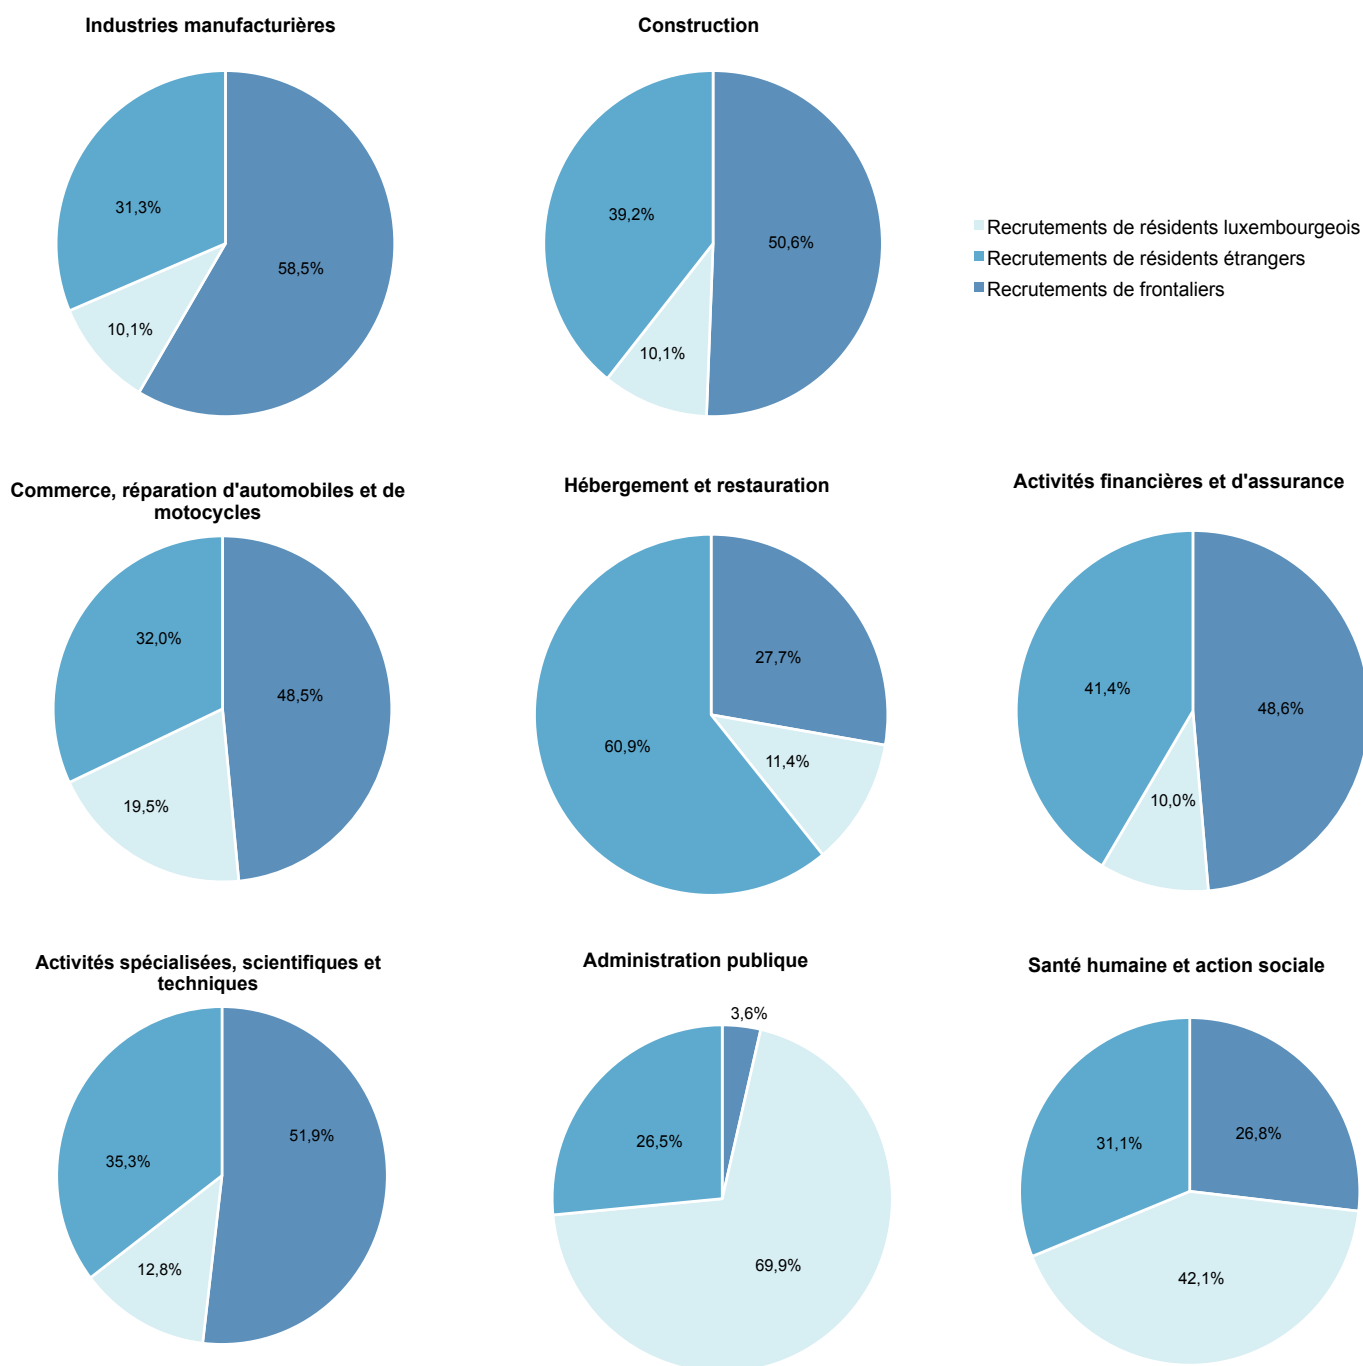 Industries manufacturières
31,3%
58,5%
10,1%
Construction
39,2%
50,6%
10,1%
Recrutements de résidents luxembourgeois
Recrutements de résidents étrangers
Recrutements de frontaliers
Commerce, réparation d'automobiles et de
motocycles
32,0%
48,5%
19,5%
Hébergement et restauration
27,7%
60,9%
11,4%
Activités financières et d'assurance
41,4%
48,6%
10,0%
Activités spécialisées, scientifiques et
techniques
51,9%
35,3%
12,8%
Administration publique
3,6%
26,5%
69,9%
Santé humaine et action sociale
31,1%
26,8%
42,1%